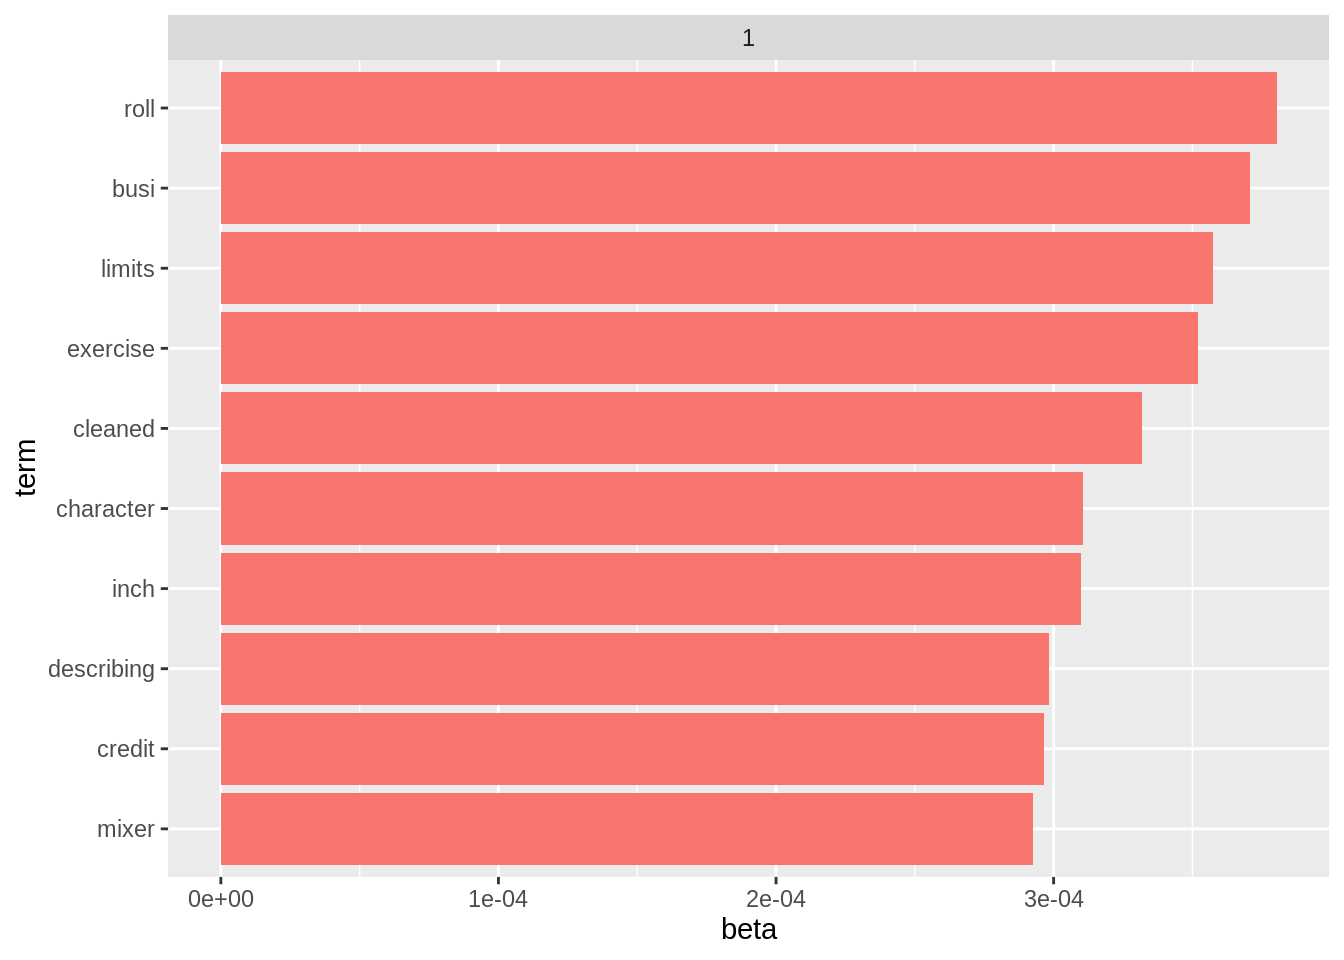 1
roll
busi
limits
exercise
cleaned
character
inch
describing
credit
mixer
term
0e+00 1e-04 2e-04 3e-04
beta